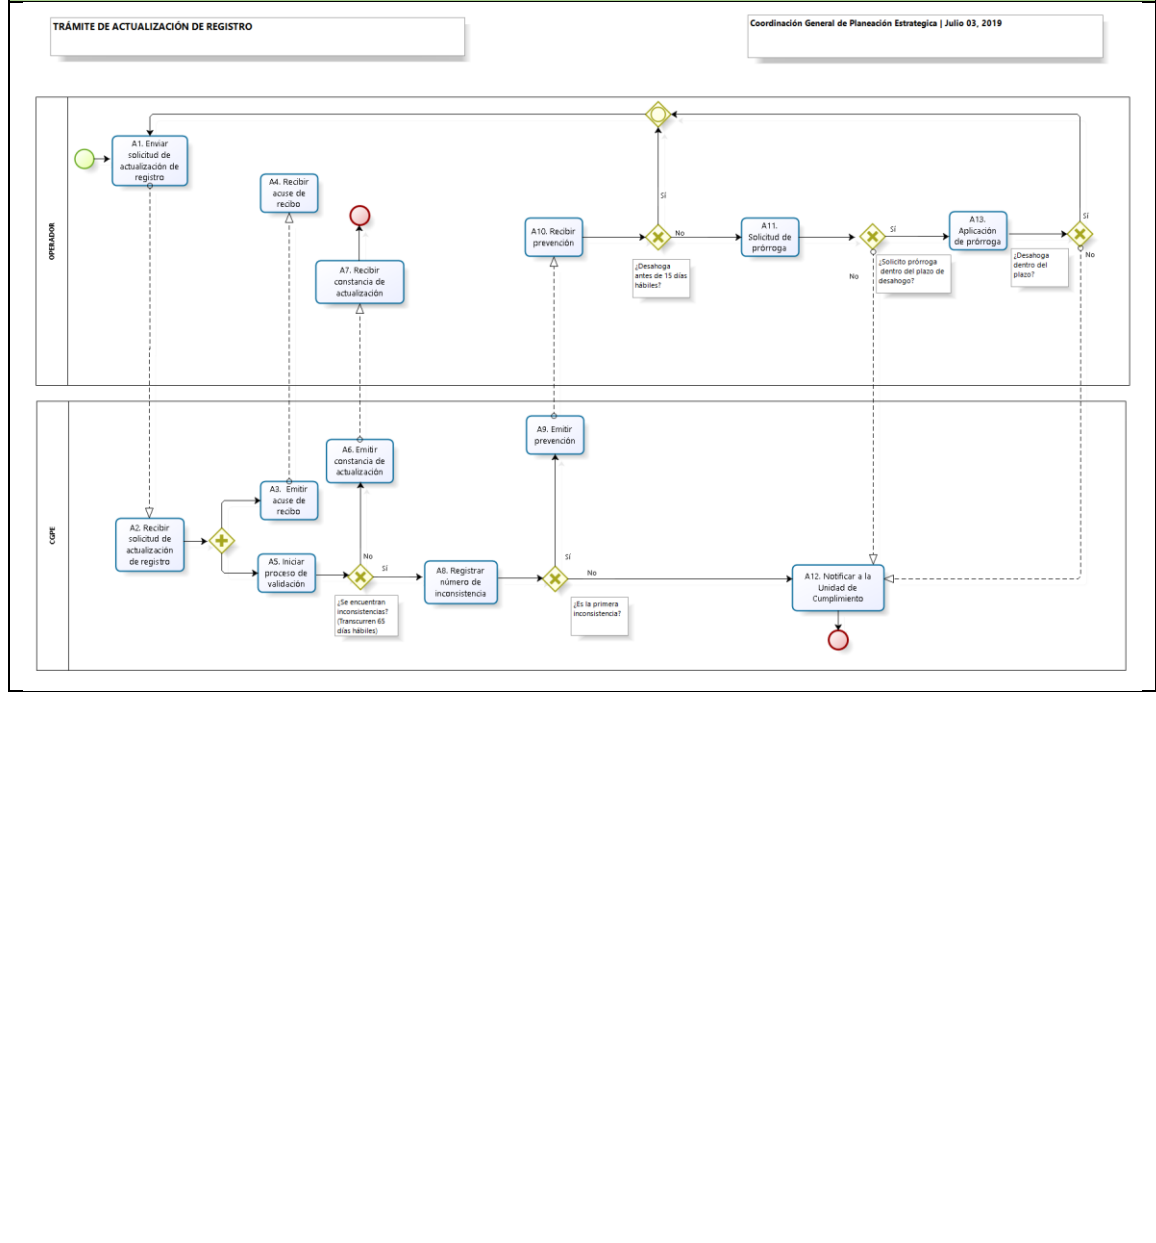 TRÁMITE DE ACTUALIZACIÓN DE REGISTRO
Coordinación General de Planeación Estrategica | Julio 03, 2019
OPERADOR
A1. Enviar
solicitud de
actualización de
registro
A4. Recibir
acuse de
recibo
A7. Recibir
constancia de
actualización
A10. Recibir
prevención
Sí
No
¿Desahoga
antes de 15 días
hábiles?
A11.
Solicitud de
prórroga
Sí
No
¿Solicito prórroga
dentro del plazo de
desahogo?
A13.
Aplicación
de prórroga
¿Desahoga
dentro del
plazo?
Sí
No
CGPE
A2. Recibir
solicitud de
actualización
de registro
A3. Emitir
acuse de
recibo
A5. Iniciar
proceso de
validación
A6. Emitir
constancia de
actualización
No
Sí
¿Se encuentran
inconsistencias?
(Transcurren 65
días hábiles)
A8. Registrar
número de
inconsistencia
A9. Emitir
prevención
Sí
No
¿Es la primera
inconsistencia?
A12. Notificar a la
Unidad de
Cumplimiento